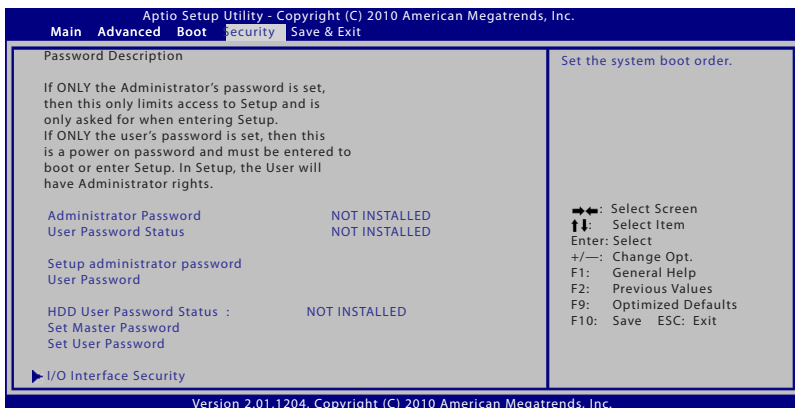 Aptio Setup Utility - Copyright (C) 2010 American Megatrends, Inc.
Main Advanced Boot Security Save & Exit
Password Description
If ONLY the Administrator's password is set,
then this only limits access to Setup and is
only asked for when entering Setup.
If ONLY the user's password is set, then this
is a power on password and must be entered to
boot or enter Setup. In Setup, the User will
have Administrator rights.
Administrator Password NOT INSTALLED
User Password Status NOT INSTALLED
Setup administrator password
User Password
HDD User Password Status : NOT INSTALLED
Set Master Password
Set User Password
I/O Interface Security
Set the system boot order.
→←: Select Screen
↑↓: Select Item
Enter: Select
+/—: Change Opt.
F1: General Help
F2: Previous Values
F9: Optimized Defaults
F10: Save ESC: Exit
Version 2.01.1204. Copyright (C) 2010 American Megatrends, Inc.